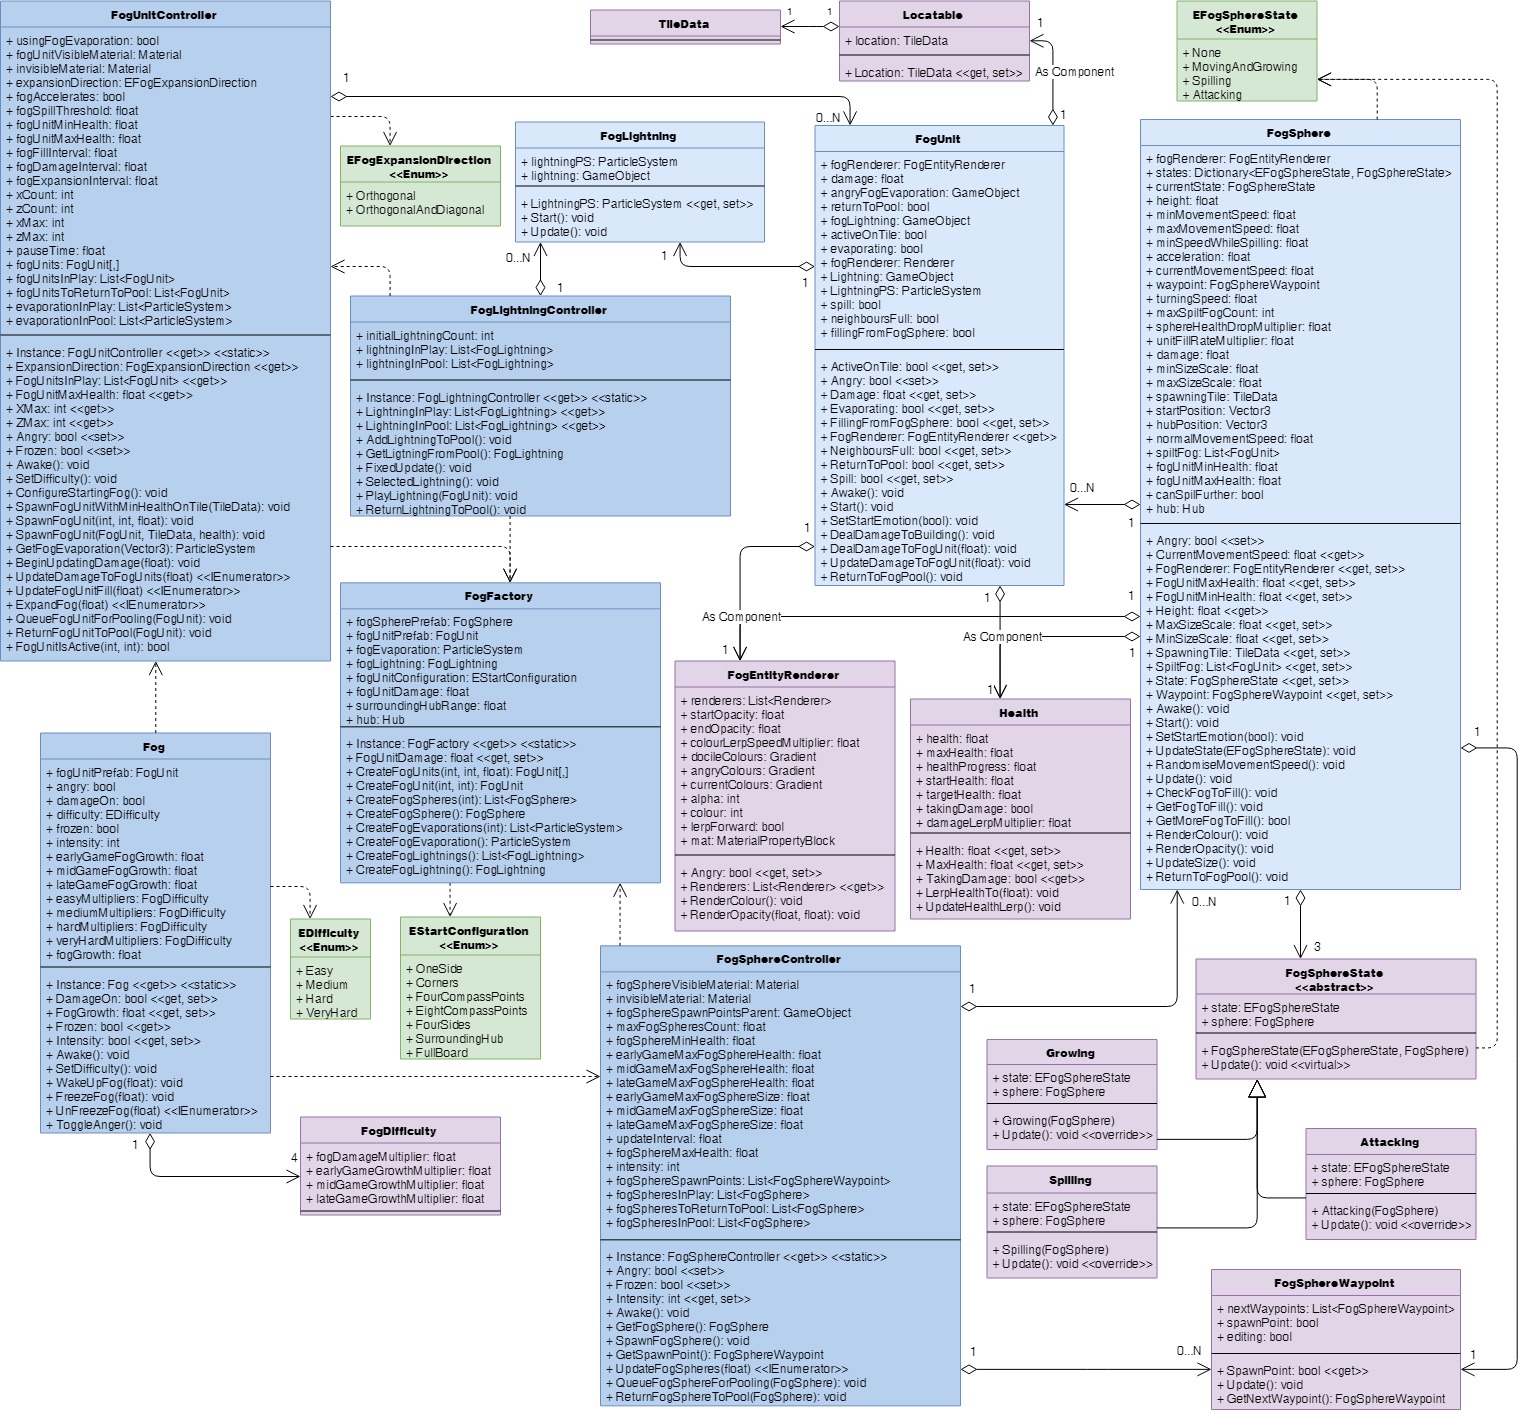 FogUnitController
+ usingFogEvaporation: bool
+ fogUnitVisibleMaterial: Material
+ invisibleMaterial: Material
+ expansionDirection: EFogExpansionDirection
+ fogAccelerates: bool
+ fogSpillThreshold: float
+ fogUnitMinHealth: float
+ fogUnitMaxHealth: float
+ fogFillInterval: float
+ fogDamageInterval: float
+ fogExpansionInterval: float
+ xCount: int
+ zCount: int
+ xMax: int
+ zMax: int
+ pauseTime: float
+ fogUnits: FogUnit[,]
+ fogUnitsInPlay: List<FogUnit>
+ fogUnitsToReturnToPool: List<FogUnit>
+ evaporationInPlay: List<ParticleSystem>
+ evaporationInPool: List<ParticleSystem>
+ Instance: FogUnitController <<get>> <<static>>
+ ExpansionDirection: FogExpansionDirection <<get>>
+ FogUnitsInPlay: List<FogUnit> <<get>>
+ FogUnitMaxHealth: float <<get>>
+ XMax: int <<get>>
+ ZMax: int <<get>>
+ Angry: bool <<set>>
+ Frozen: bool <<set>>
+ Awake(): void
+ SetDifficulty(): void
+ ConfigureStartingFog(): void
+ SpawnFogUnitWithMinHealthOnTile(TileData): void
+ SpawnFogUnit(int, int, float): void
+ SpawnFogUnit(FogUnit, TileData, health): void
+ GetFogEvaporation(Vector3): ParticleSystem
+ BeginUpdatingDamage(float): void
+ UpdateDamageToFogUnits(float) <<IEnumerator>>
+ UpdateFogUnitFill(float) <<IEnumerator>>
+ ExpandFog(float) <<IEnumerator>>
+ QueueFogUnitForPooling(FogUnit): void
+ ReturnFogUnitToPool(FogUnit): void
+ FogUnitIsActive(int, int): bool
1
0...N
EFogExpansionDirection
<<Enum>>
+ Orthogonal
+ OrthogonalAndDiagonal
TileData
1
1
Locatable
+ location: TileData
+ Location: TileData <<get, set>>
1
As Component
1
EFogSphereState
<<Enum>>
+ None
+ MovingAndGrowing
+ Spilling
+ Attacking
FogLightning
+ lightningPS: ParticleSystem
+ lightning: GameObject
+ LightningPS: ParticleSystem <<get, set>>
+ Start(): void
+ Update(): void
0...N
1
1
1
FogLightningController
+ initialLightningCount: int
+ lightningInPlay: List<FogLightning>
+ lightningInPool: List<FogLightning>
+ Instance: FogLightningController <<get>> <<static>>
+ LightningInPlay: List<FogLightning> <<get>>
+ LightningInPool: List<FogLightning> <<get>>
+ AddLightningToPool(): void
+ GetLigtningFromPool(): FogLightning
+ FixedUpdate(): void
+ SelectedLightning(): void
+ PlayLightning(FogUnit): void
+ ReturnLightningToPool(): void
FogUnit
+ fogRenderer: FogEntityRenderer
+ damage: float
+ angryFogEvaporation: GameObject
+ returnToPool: bool
+ fogLightning: GameObject
+ activeOnTile: bool
+ evaporating: bool
+ fogRenderer: Renderer
+ Lightning: GameObject
+ LightningPS: ParticleSystem
+ spill: bool
+ neighboursFull: bool
+ fillingFromFogSphere: bool
+ ActiveOnTile: bool <<get, set>>
+ Angry: bool <<set>>
+ Damage: float <<get, set>>
+ Evaporating: bool <<get, set>>
+ FillingFromFogSphere: bool <<get, set>>
+ FogRenderer: FogEntityRenderer <<get>>
+ NeighboursFull: bool <<get, set>>
+ ReturnToPool: bool <<get, set>>
+ Spill: bool <<get, set>>
+ Awake(): void
+ Start(): void
+ SetStartEmotion(bool): void
+ DealDamageToBuilding(): void
+ DealDamageToFogUnit(float): void
+ UpdateDamageToFogUnit(float): void
+ ReturnToFogPool(): void
0...N
1
1
1
As Component
1
1
As Component
1
1
1
FogSphere
+ fogRenderer: FogEntityRenderer
+ states: Dictionary<EFogSphereState, FogSphereState>
+ currentState: FogSphereState
+ height: float
+ minMovementSpeed: float
+ maxMovementSpeed: float
+ minSpeedWhileSpilling: float
+ acceleration: float
+ currentMovementSpeed: float
+ waypoint: FogSphereWaypoint
+ turningSpeed: float
+ maxSpiltFogCount: int
+ sphereHealthDropMultiplier: float
+ unitFillRateMultiplier: float
+ damage: float
+ minSizeScale: float
+ maxSizeScale: float
+ spawningTile: TileData
+ startPosition: Vector3
+ hubPosition: Vector3
+ normalMovementSpeed: float
+ spiltFog: List<FogUnit>
+ fogUnitMinHealth: float
+ fogUnitMaxHealth: float
+ canSpilFurther: bool
+ hub: Hub
+ Angry: bool <<set>>
+ CurrentMovementSpeed: float <<get>>
+ FogRenderer: FogEntityRenderer <<get, set>>
+ FogUnitMaxHealth: float <<get, set>>
+ FogUnitMinHealth: float <<get, set>>
+ Height: float <<get>>
+ MaxSizeScale: float <<get, set>>
+ MinSizeScale: float <<get, set>>
+ SpawningTile: TileData <<get, set>>
+ SpiltFog: List<FogUnit> <<get, set>>
+ State: FogSphereState <<get, set>>
+ Waypoint: FogSphereWaypoint <<get, set>>
+ Awake(): void
+ Start(): void
+ SetStartEmotion(bool): void
+ UpdateState(EFogSphereState): void
+ RandomiseMovementSpeed(): void
+ Update(): void
+ CheckFogToFill(): void
+ GetFogToFill(): void
+ GetMoreFogToFill(): bool
+ RenderColour(): void
+ RenderOpacity(): void
+ UpdateSize(): void
+ ReturnToFogPool(): void
1
0...N
1
3
FogFactory
+ fogSpherePrefab: FogSphere
+ fogUnitPrefab: FogUnit
+ fogEvaporation: ParticleSystem
+ fogLightning: FogLightning
+ fogUnitConfiguration: EStartConfiguration
+ fogUnitDamage: float
+ surroundingHubRange: float
+ hub: Hub
+ Instance: FogFactory <<get>> <<static>>
+ FogUnitDamage: float <<get, set>>
+ CreateFogUnits(int, int, float): FogUnit[,]
+ CreateFogUnit(int, int): FogUnit
+ CreateFogSpheres(int): List<FogSphere>
+ CreateFogSphere(): FogSphere
+ CreateFogEvaporations(int): List<ParticleSystem>
+ CreateFogEvaporation(): ParticleSystem
+ CreateFogLightnings(): List<FogLightning>
+ CreateFogLightning(): FogLightning
FogEntityRenderer
+ renderers: List<Renderer>
+ startOpacity: float
+ endOpacity: float
+ colourLerpSpeedMultiplier: float
+ docileColours: Gradient
+ angryColours: Gradient
+ currentColours: Gradient
+ alpha: int
+ colour: int
+ lerpForward: bool
+ mat: MaterialPropertyBlock
+ Angry: bool <<get, set>>
+ Renderers: List<Renderer> <<get>>
+ RenderColour(): void
+ RenderOpacity(float, float): void
Health
+ health: float
+ maxHealth: float
+ healthProgress: float
+ startHealth: float
+ targetHealth: float
+ takingDamage: bool
+ damageLerpMultiplier: float
+ Health: float <<get, set>>
+ MaxHealth: float <<get, set>>
+ TakingDamage: bool <<get>>
+ LerpHealthTo(float): void
+ UpdateHealthLerp(): void
Fog
+ fogUnitPrefab: FogUnit
+ angry: bool
+ damageOn: bool
+ difficulty: EDifficulty
+ frozen: bool
+ intensity: int
+ earlyGameFogGrowth: float
+ midGameFogGrowth: float
+ lateGameFogGrowth: float
+ easyMultipliers: FogDifficulty
+ mediumMultipliers: FogDifficulty
+ hardMultipliers: FogDifficulty
+ veryHardMultipliers: FogDifficulty
+ fogGrowth: float
+ Instance: Fog <<get>> <<static>>
+ DamageOn: bool <<get, set>>
+ FogGrowth: float <<get, set>>
+ Frozen: bool <<get>>
+ Intensity: bool <<get, set>>
+ Awake(): void
+ SetDifficulty(): void
+ WakeUpFog(float): void
+ FreezeFog(float): void
+ UnFreezeFog(float) <<IEnumerator>>
+ ToggleAnger(): void
1
4
EDifficulty
<<Enum>>
+ Easy
+ Medium
+ Hard
+ VeryHard
EStartConfiguration
<<Enum>>
+ OneSide
+ Corners
+ FourCompassPoints
+ EightCompassPoints
+ FourSides
+ SurroundingHub
+ FullBoard
FogDifficulty
+ fogDamageMultiplier: float
+ earlyGameGrowthMultiplier: float
+ midGameGrowthMultiplier: float
+ lateGameGrowthMultiplier: float
FogSphereController
+ fogSphereVisibleMaterial: Material
+ invisibleMaterial: Material
+ fogSphereSpawnPointsParent: GameObject
+ maxFogSpheresCount: float
+ fogSphereMinHealth: float
+ earlyGameMaxFogSphereHealth: float
+ midGameMaxFogSphereHealth: float
+ lateGameMaxFogSphereHealth: float
+ earlyGameMaxFogSphereSize: float
+ midGameMaxFogSphereSize: float
+ lateGameMaxFogSphereSize: float
+ updateInterval: float
+ fogSphereMaxHealth: float
+ intensity: int
+ fogSphereSpawnPoints: List<FogSphereWaypoint>
+ fogSpheresInPlay: List<FogSphere>
+ fogSpheresToReturnToPool: List<FogSphere>
+ fogSpheresInPool: List<FogSphere>
+ Instance: FogSphereController <<get>> <<static>>
+ Angry: bool <<set>>
+ Frozen: bool <<set>>
+ Intensity: int <<get, set>>
+ Awake(): void
+ GetFogSphere(): FogSphere
+ SpawnFogSphere(): void
+ GetSpawnPoint(): FogSphereWaypoint
+ UpdateFogSpheres(float) <<IEnumerator>>
+ QueueFogSphereForPooling(FogSphere): void
+ ReturnFogSphereToPool(FogSphere): void
1
1
0...N
FogSphereState
<<abstract>>
+ state: EFogSphereState
+ sphere: FogSphere
+ FogSphereState(EFogSphereState, FogSphere)
+ Update(): void <<virtual>>
Growing
+ state: EFogSphereState
+ sphere: FogSphere
+ Growing(FogSphere)
+ Update(): void <<override>>
Attacking
+ state: EFogSphereState
+ sphere: FogSphere
+ Attacking(FogSphere)
+ Update(): void <<override>>
Spilling
+ state: EFogSphereState
+ sphere: FogSphere
+ Spilling(FogSphere)
+ Update(): void <<override>>
FogSphereWaypoint
+ nextWaypoints: List<FogSphereWaypoint>
+ spawnPoint: bool
+ editing: bool
+ SpawnPoint: bool <<get>>
+ Update(): void
+ GetNextWaypoint(): FogSphereWaypoint
1